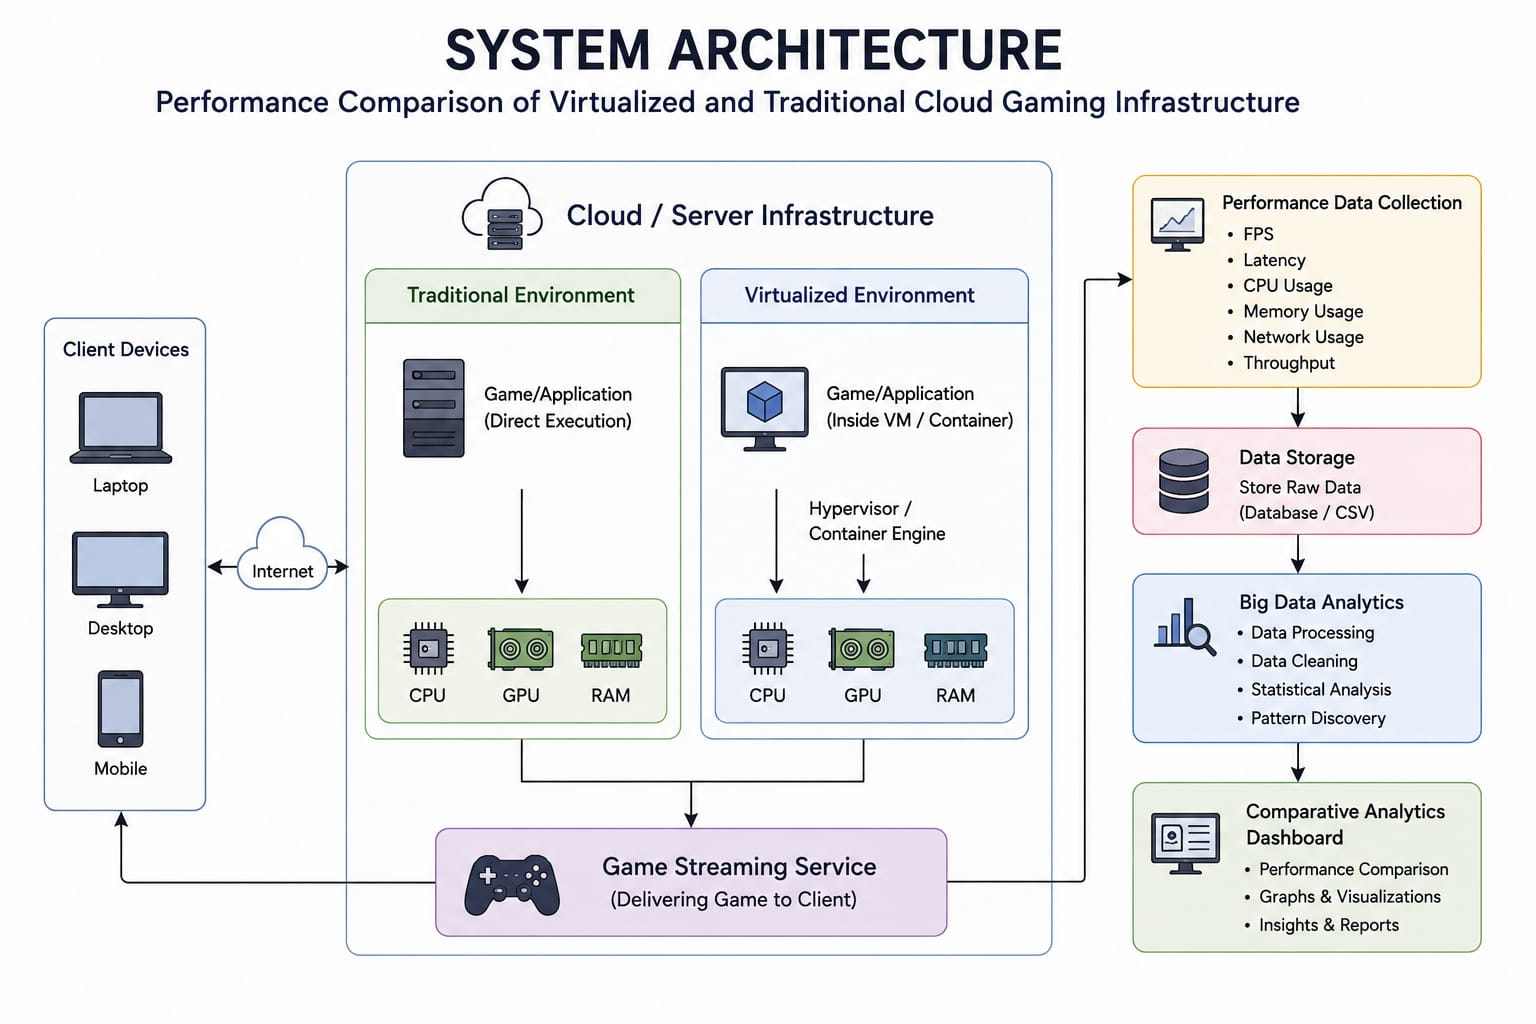 SYSTEM ARCHITECTURE
Performance Comparison of Virtualized and Traditional Cloud Gaming Infrastructure
Client Devices
Laptop
Desktop
Mobile
Internet
Cloud / Server Infrastructure
Traditional Environment
Game/Application
(Direct Execution)
CPU
GPU
RAM
Virtualized Environment
Game/Application
(Inside VM / Container)
Hypervisor /
Container Engine
CPU
GPU
RAM
Game Streaming Service
(Delivering Game to Client)
Performance Data Collection
• FPS
• Latency
• CPU Usage
• Memory Usage
• Network Usage
• Throughput
Data Storage
Store Raw Data
(Database / CSV)
Big Data Analytics
• Data Processing
• Data Cleaning
• Statistical Analysis
• Pattern Discovery
Comparative Analytics
Dashboard
• Performance Comparison
• Graphs & Visualizations
• Insights & Reports